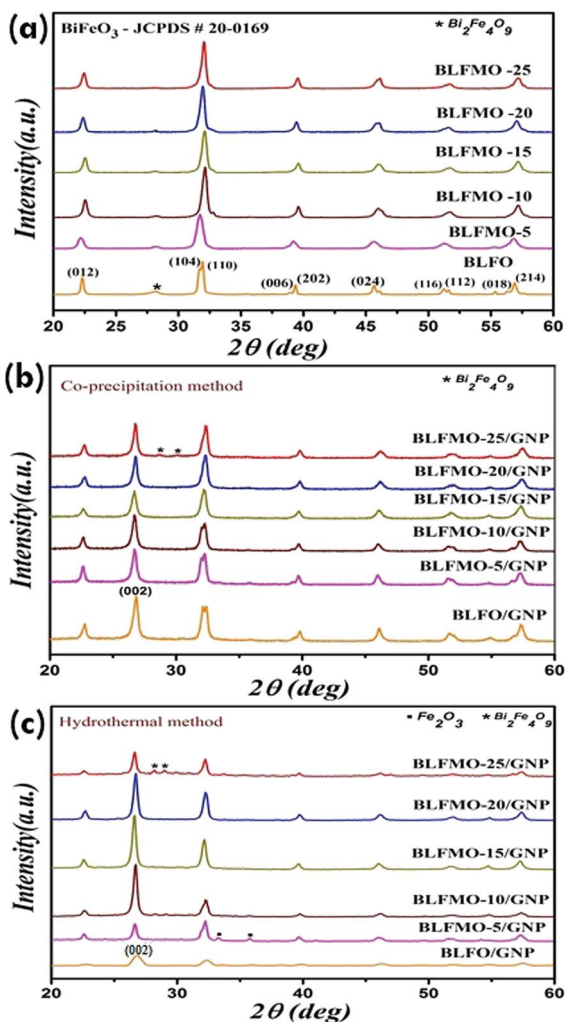 (a)
BiFeO₃ - JCPDS # 20-0169
* Bi₂Fe₄O₉
BLFMO -25
BLFMO -20
BLFMO -15
BLFMO -10
BLFMO-5
BLFO
(012)
*
(104)
(110)
(006)
(202)
(024)
(116)
(112)
(018)
(214)
Intensity(a.u.)
20 25 30 35 40 45 50 55 60
2θ (deg)
(b)
Co-precipitation method
* Bi₂Fe₄O₉
BLFMO-25/GNP
* *
BLFMO-20/GNP
BLFMO-15/GNP
BLFMO-10/GNP
BLFMO-5/GNP
(002)
BLFO/GNP
Intensity(a.u.)
20 30 40 50 60
2θ (deg)
(c)
Hydrothermal method
▪ Fe₂O₃ * Bi₂Fe₄O₉
BLFMO-25/GNP
* *
BLFMO-20/GNP
BLFMO-15/GNP
BLFMO-10/GNP
BLFMO-5/GNP
▪ ▪
(002)
BLFO/GNP
Intensity(a.u.)
20 30 40 50 60
2θ (deg)